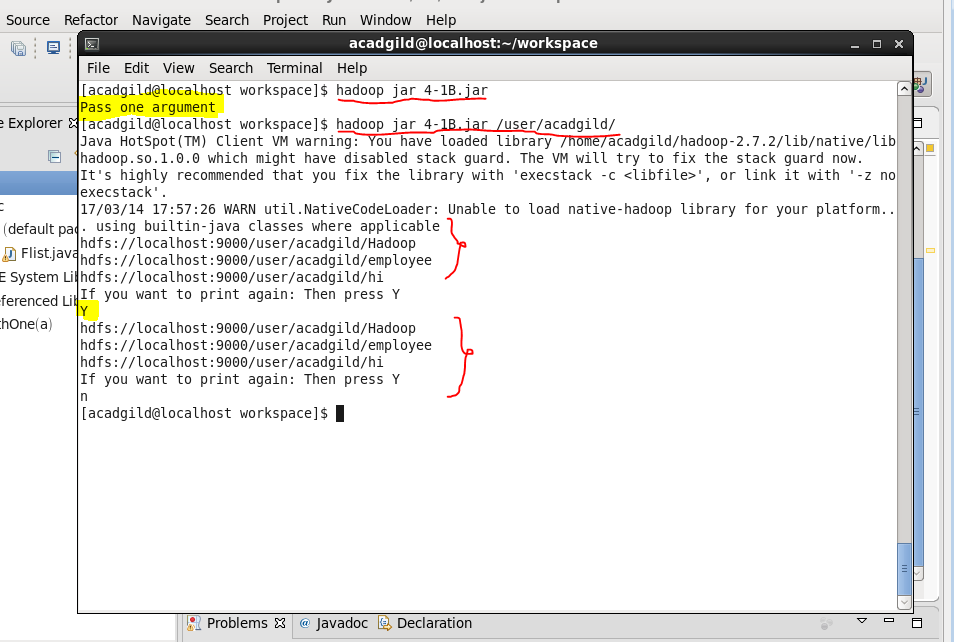 Source Refactor Navigate Search Project Run Window Help
acadgild@localhost:~/workspace
File Edit View Search Terminal Help
[acadgild@localhost workspace]$ hadoop jar 4-1B.jar
Pass one argument
[acadgild@localhost workspace]$ hadoop jar 4-1B.jar /user/acadgild/
Java HotSpot(TM) Client VM warning: You have loaded library /home/acadgild/hadoop-2.7.2/lib/native/lib
hadoop.so.1.0.0 which might have disabled stack guard. The VM will try to fix the stack guard now.
It's highly recommended that you fix the library with 'execstack -c <libfile>', or link it with '-z no
execstack'.
17/03/14 17:57:26 WARN util.NativeCodeLoader: Unable to load native-hadoop library for your platform..
. using builtin-java classes where applicable
hdfs://localhost:9000/user/acadgild/Hadoop
hdfs://localhost:9000/user/acadgild/employee
hdfs://localhost:9000/user/acadgild/hi
If you want to print again: Then press Y
Y
hdfs://localhost:9000/user/acadgild/Hadoop
hdfs://localhost:9000/user/acadgild/employee
hdfs://localhost:9000/user/acadgild/hi
If you want to print again: Then press Y
n
[acadgild@localhost workspace]$
e Explorer
c
(default pac
Flist.java
E System Lib
eferenced Lib
thOne(a)
Problems @ Javadoc Declaration